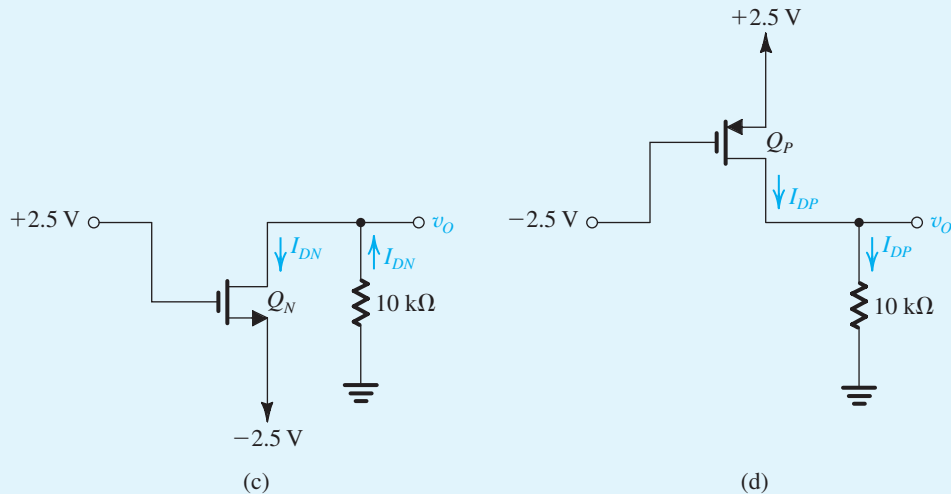 +2.5 V
I_DN
I_DN
v_O
Q_N
10 kΩ
−2.5 V
(c)
+2.5 V
Q_P
−2.5 V
I_DP
v_O
I_DP
10 kΩ
(d)